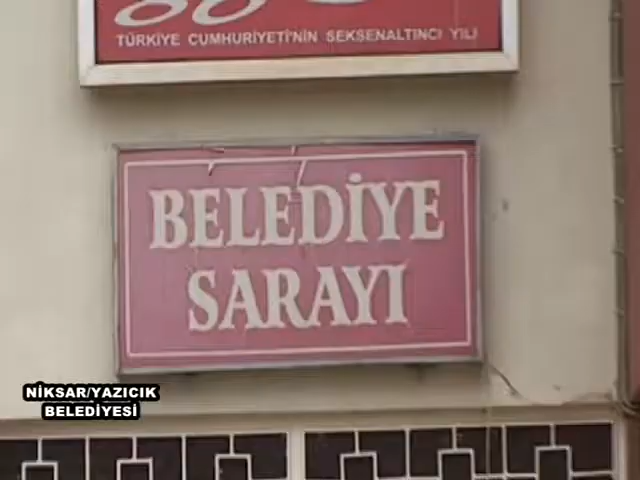 TÜRKİYE CUMHURİYETİ'NİN SEKSENALTINCI YILI
BELEDİYE
SARAYI
NİKSAR/YAZICIK
BELEDİYESİ